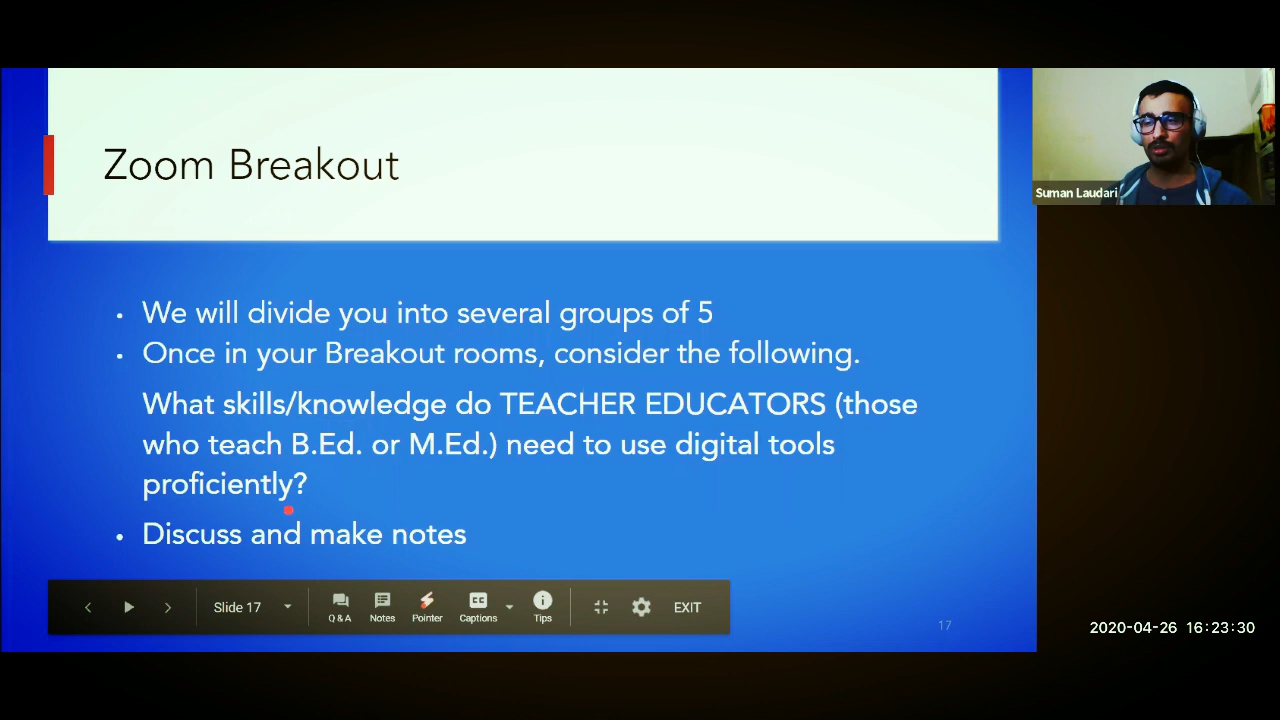 Zoom Breakout
Suman Laudari
• We will divide you into several groups of 5
• Once in your Breakout rooms, consider the following.
What skills/knowledge do TEACHER EDUCATORS (those
who teach B.Ed. or M.Ed.) need to use digital tools
proficiently?
• Discuss and make notes
Slide 17
Q & A
Notes
Pointer
CC
Captions
Tips
EXIT
17
2020-04-26 16:23:30